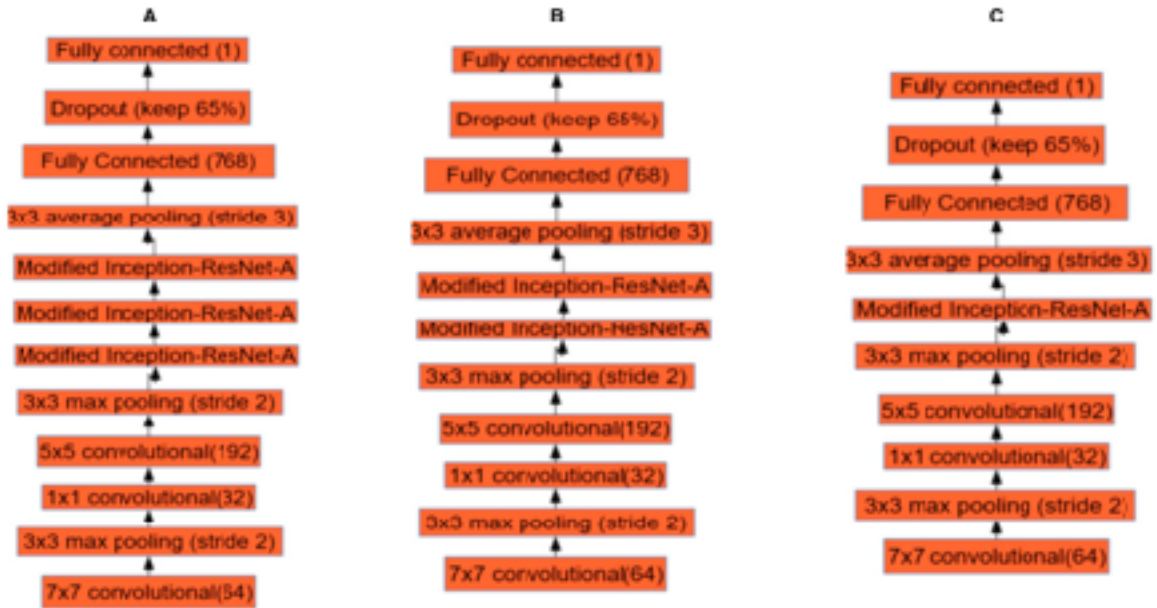 A
Fully connected (1)
Dropout (keep 65%)
Fully Connected (768)
3x3 average pooling (stride 3)
Modified Inception-ResNet-A
Modified Inception-ResNet-A
Modified Inception-ResNet-A
3x3 max pooling (stride 2)
5x5 convolutional(192)
1x1 convolutional(32)
3x3 max pooling (stride 2)
7x7 convolutional(64)
B
Fully connected (1)
Dropout (keep 65%)
Fully Connected (768)
3x3 average pooling (stride 3)
Modified Inception-ResNet-A
Modified Inception-ResNet-A
3x3 max pooling (stride 2)
5x5 convolutional(192)
1x1 convolutional(32)
3x3 max pooling (stride 2)
7x7 convolutional(64)
C
Fully connected (1)
Dropout (keep 65%)
Fully Connected (768)
3x3 average pooling (stride 3)
Modified Inception-ResNet-A
3x3 max pooling (stride 2)
5x5 convolutional(192)
1x1 convolutional(32)
3x3 max pooling (stride 2)
7x7 convolutional(64)